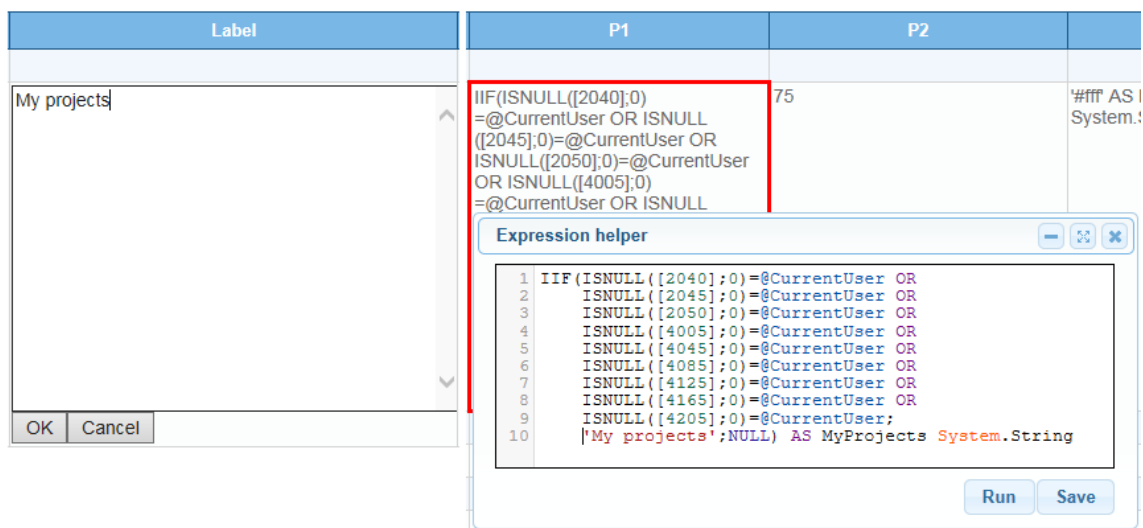 Label P1 P2
My projects
IIF(ISNULL([2040];0)
=@CurrentUser OR ISNULL
([2045];0)=@CurrentUser OR
ISNULL([2050];0)=@CurrentUser
OR ISNULL([4005];0)
=@CurrentUser OR ISNULL
75
'#fff' AS
System.
OK Cancel
Expression helper
1 IIF(ISNULL([2040];0)=@CurrentUser OR
2 ISNULL([2045];0)=@CurrentUser OR
3 ISNULL([2050];0)=@CurrentUser OR
4 ISNULL([4005];0)=@CurrentUser OR
5 ISNULL([4045];0)=@CurrentUser OR
6 ISNULL([4085];0)=@CurrentUser OR
7 ISNULL([4125];0)=@CurrentUser OR
8 ISNULL([4165];0)=@CurrentUser OR
9 ISNULL([4205];0)=@CurrentUser;
10 'My projects';NULL) AS MyProjects System.String
Run Save